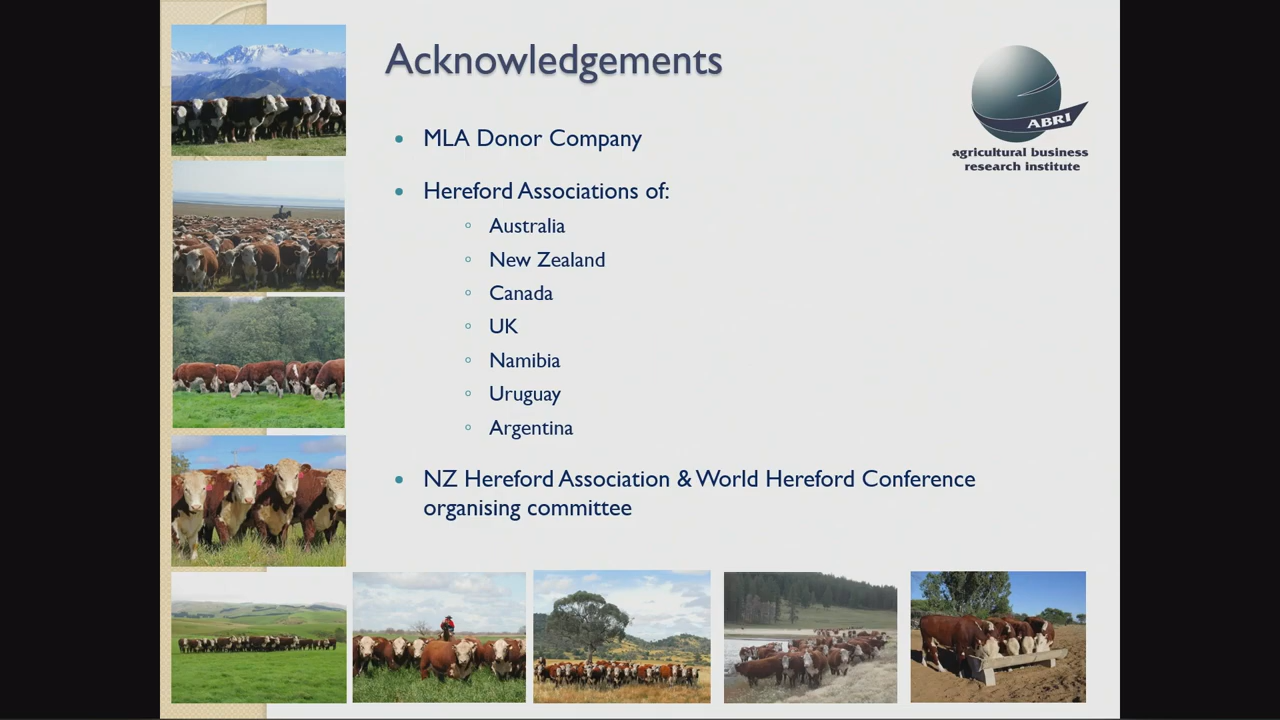 Acknowledgements
ABRI
agricultural business
research institute
• MLA Donor Company
• Hereford Associations of:
◦ Australia
◦ New Zealand
◦ Canada
◦ UK
◦ Namibia
◦ Uruguay
◦ Argentina
• NZ Hereford Association & World Hereford Conference
organising committee